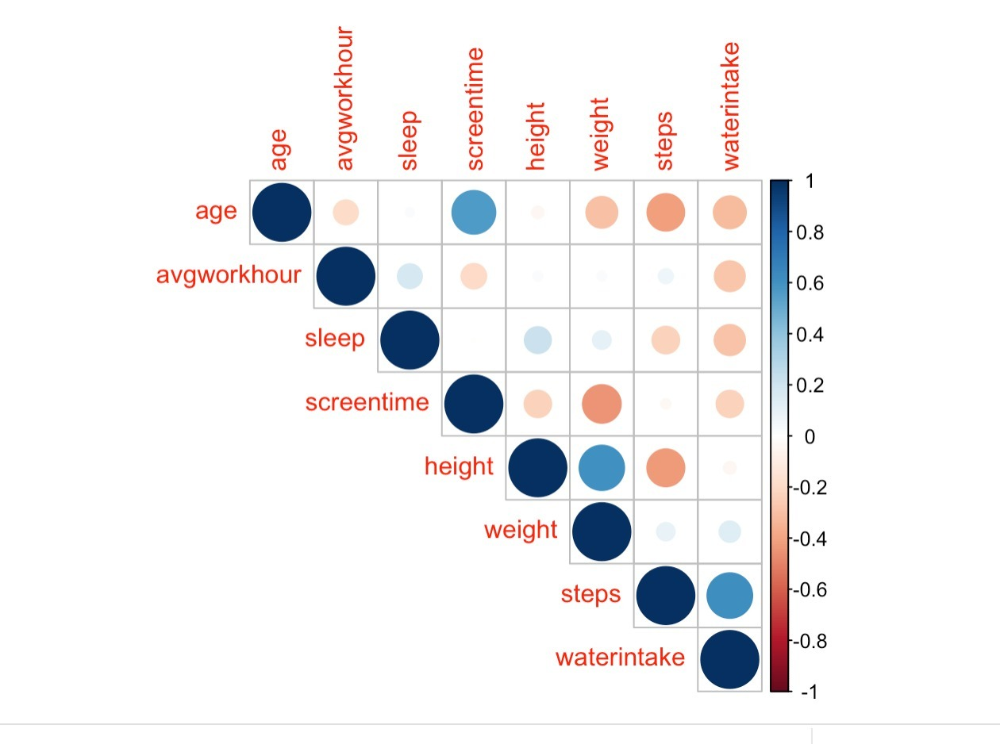 age
avgworkhour
sleep
screentime
height
weight
steps
waterintake
age
avgworkhour
sleep
screentime
height
weight
steps
waterintake
1
0.8
0.6
0.4
0.2
0
-0.2
-0.4
-0.6
-0.8
-1